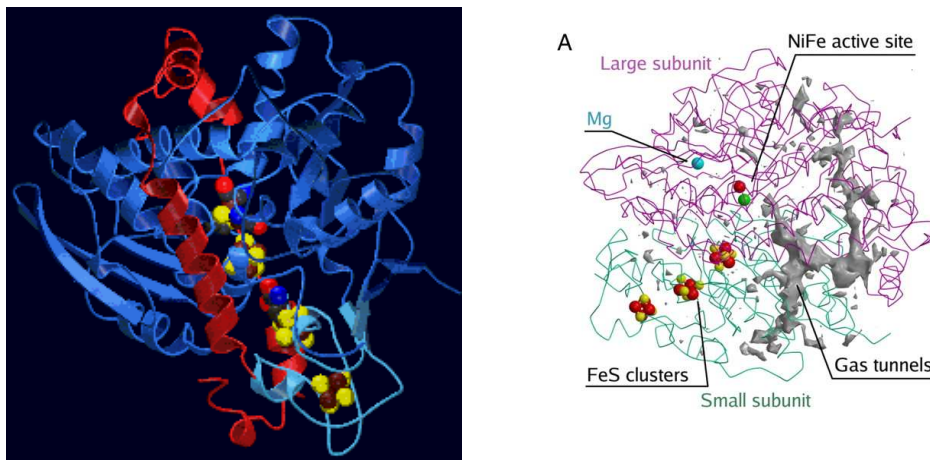 A
NiFe active site
Large subunit
Mg
FeS clusters
Gas tunnels
Small subunit